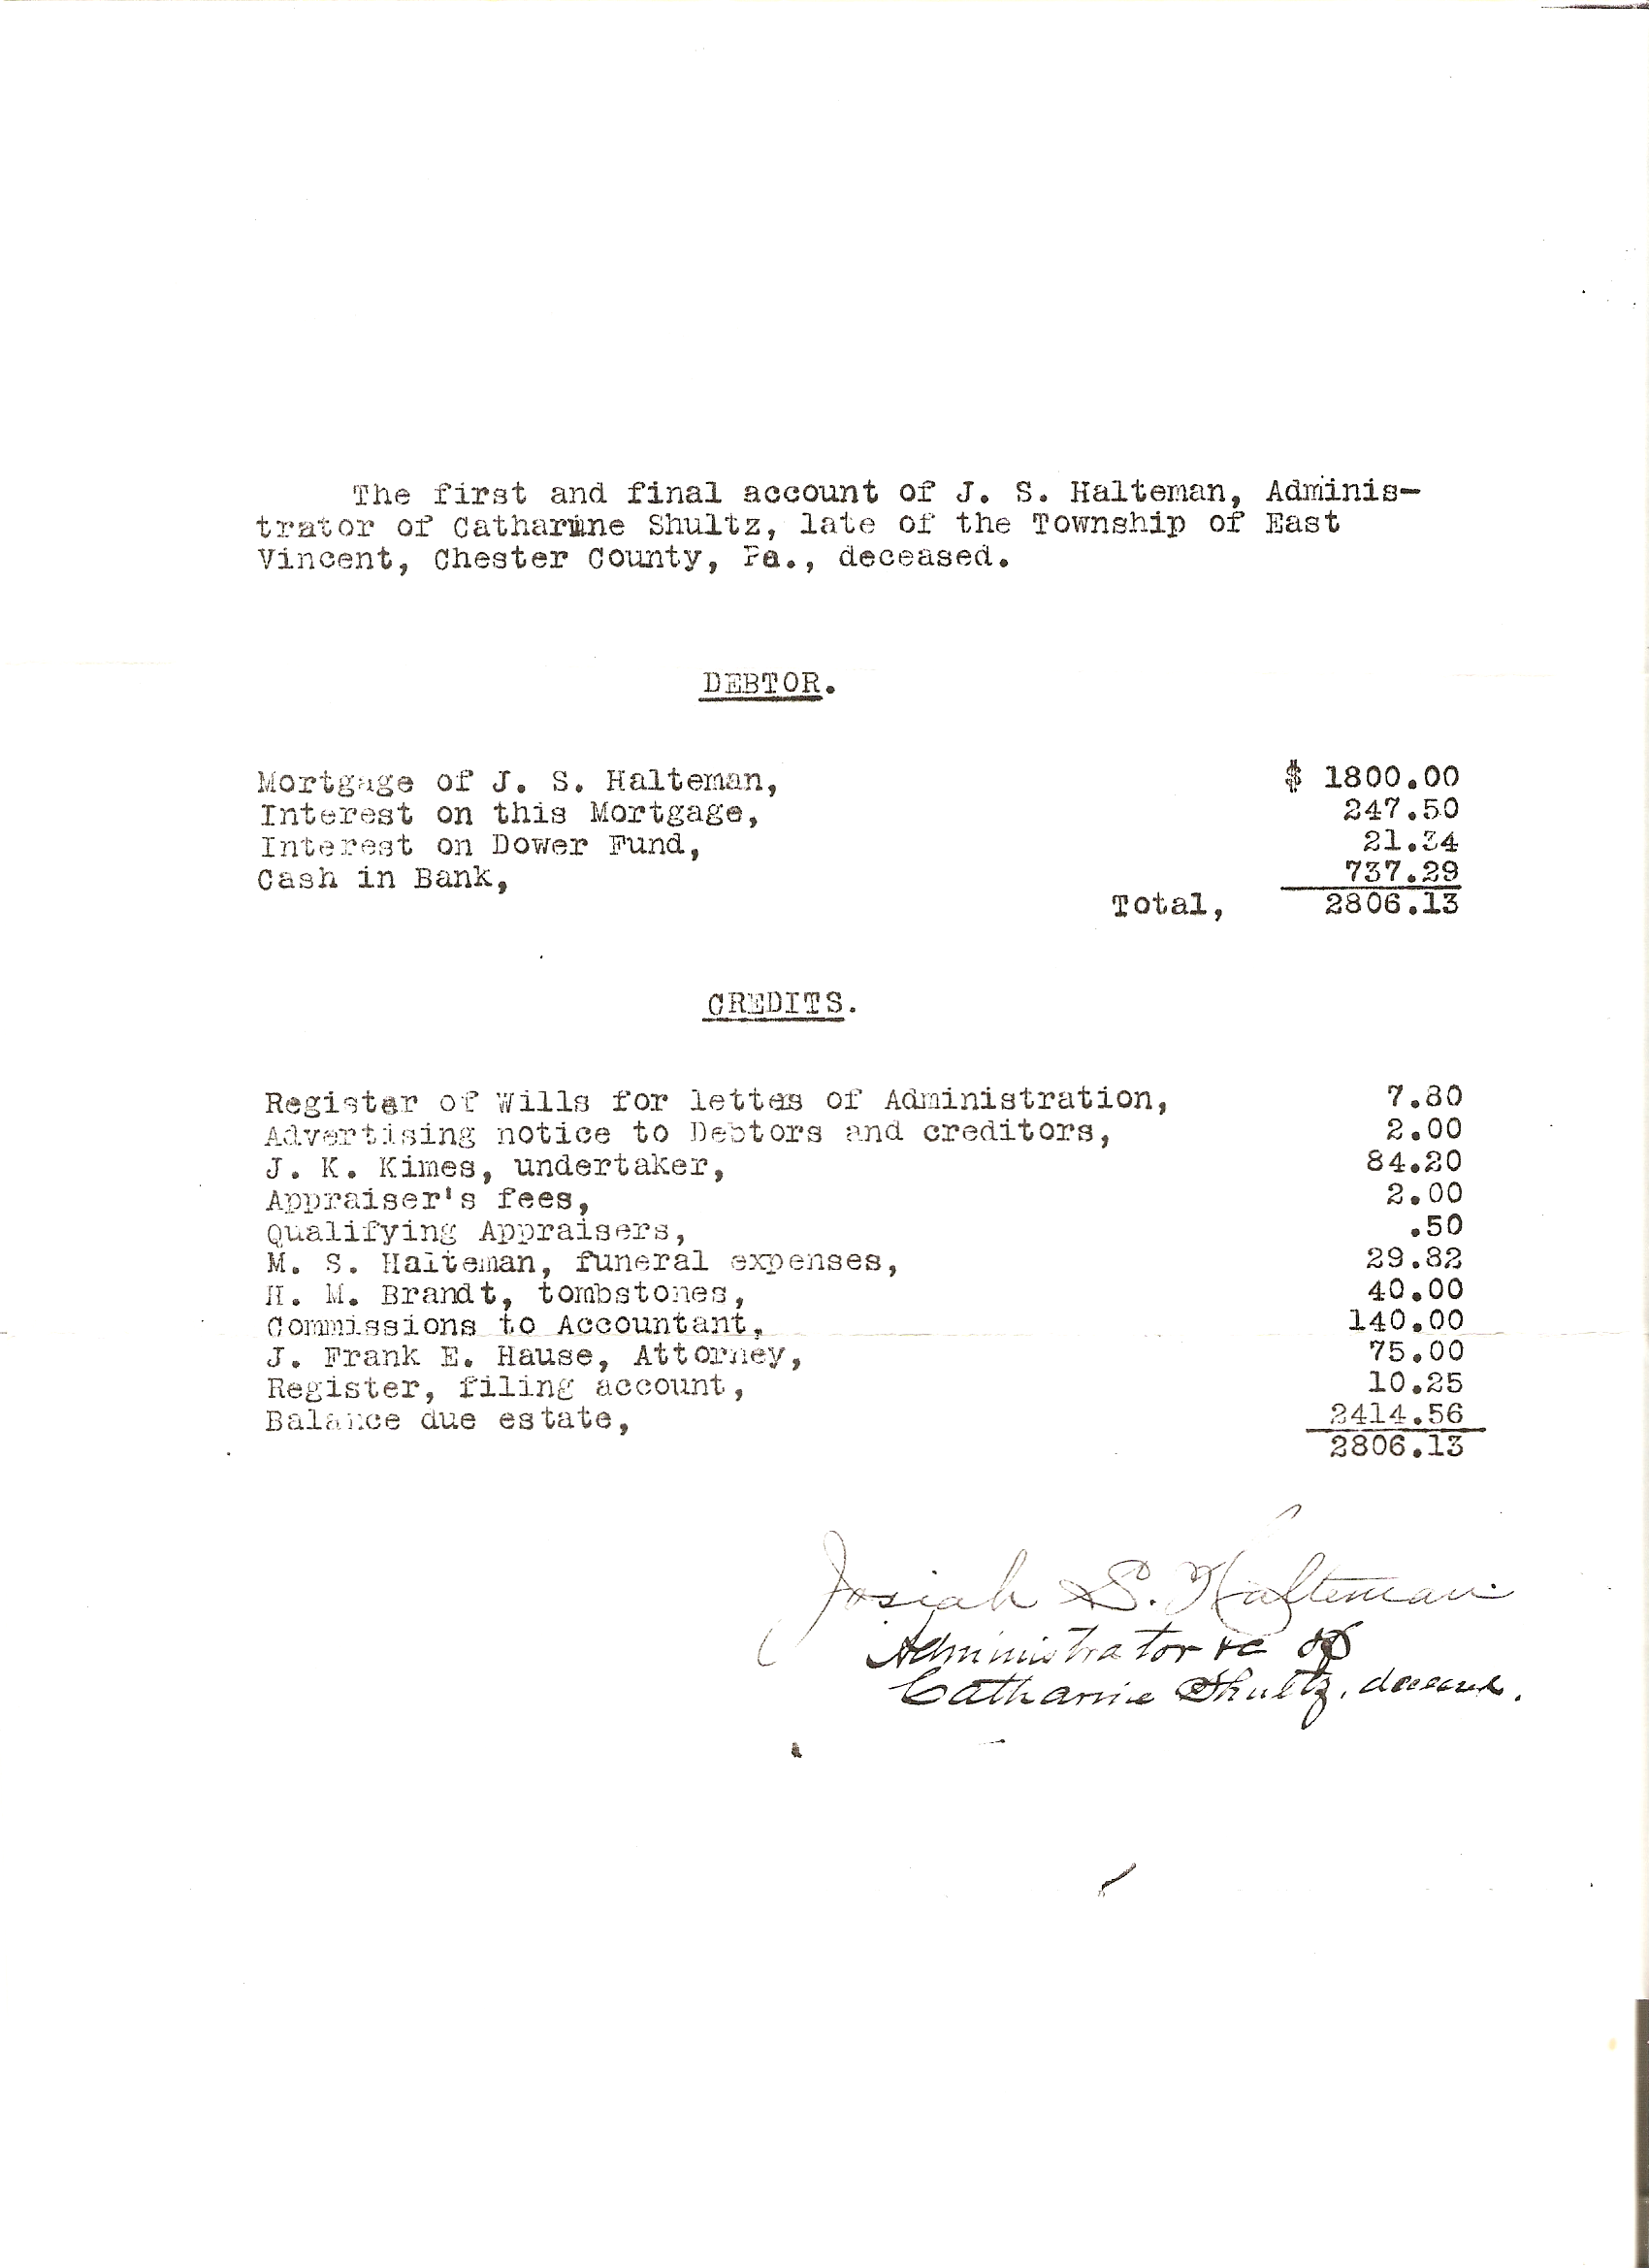 The first and final account of J. S. Halteman, Adminis-
trator of Catharine Shultz, late of the Township of East
Vincent, Chester County, Pa., deceased.
DEBTOR.
Mortgage of J. S. Halteman, $ 1800.00
Interest on this Mortgage, 247.50
Interest on Dower Fund, 21.34
Cash in Bank, 737.29
Total, 2806.13
CREDITS.
Register of Wills for lettes of Administration, 7.80
Advertising notice to Debtors and creditors, 2.00
J. K. Kimes, undertaker, 84.20
Appraiser's fees, 2.00
Qualifying Appraisers, .50
M. S. Halteman, funeral expenses, 29.82
H. M. Brandt, tombstones, 40.00
Commissions to Accountant, 140.00
J. Frank E. Hause, Attorney, 75.00
Register, filing account, 10.25
Balance due estate, 2414.56
2806.13
Josiah S. Halteman
Administrator &c of
Catharine Shultz, deceased.